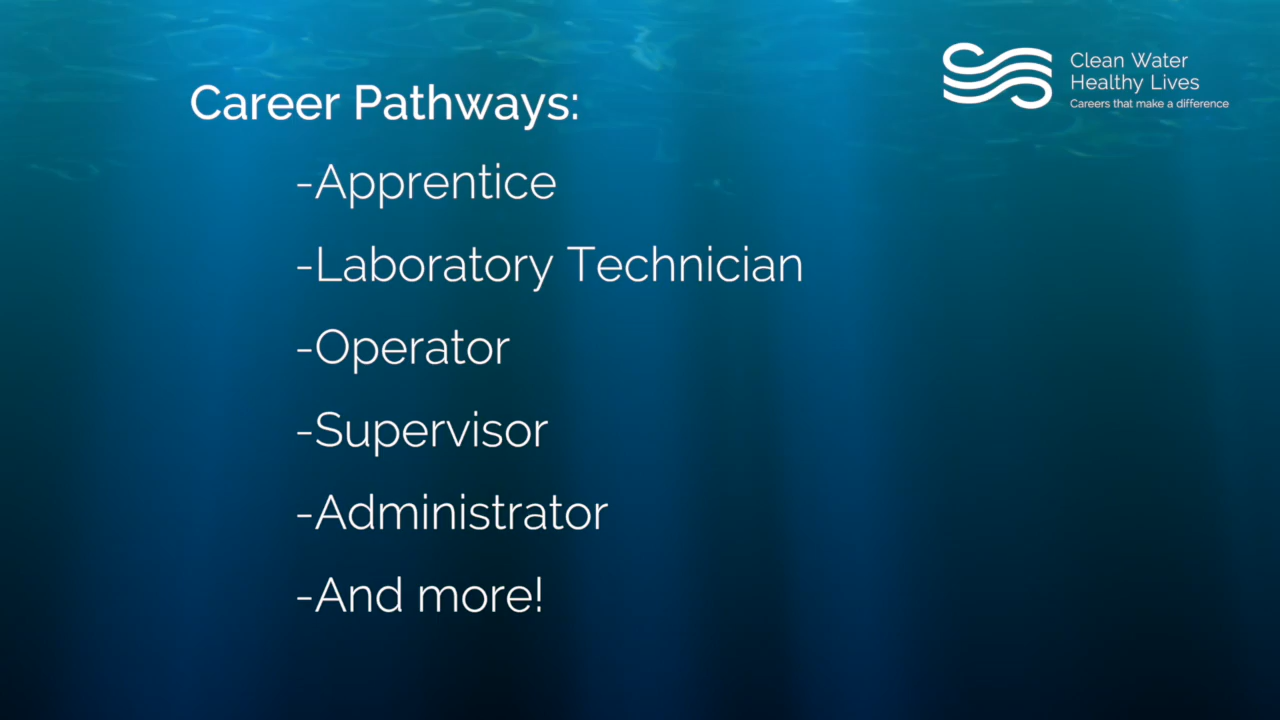 Clean Water
Healthy Lives
Careers that make a difference
Career Pathways:
-Apprentice
-Laboratory Technician
-Operator
-Supervisor
-Administrator
-And more!